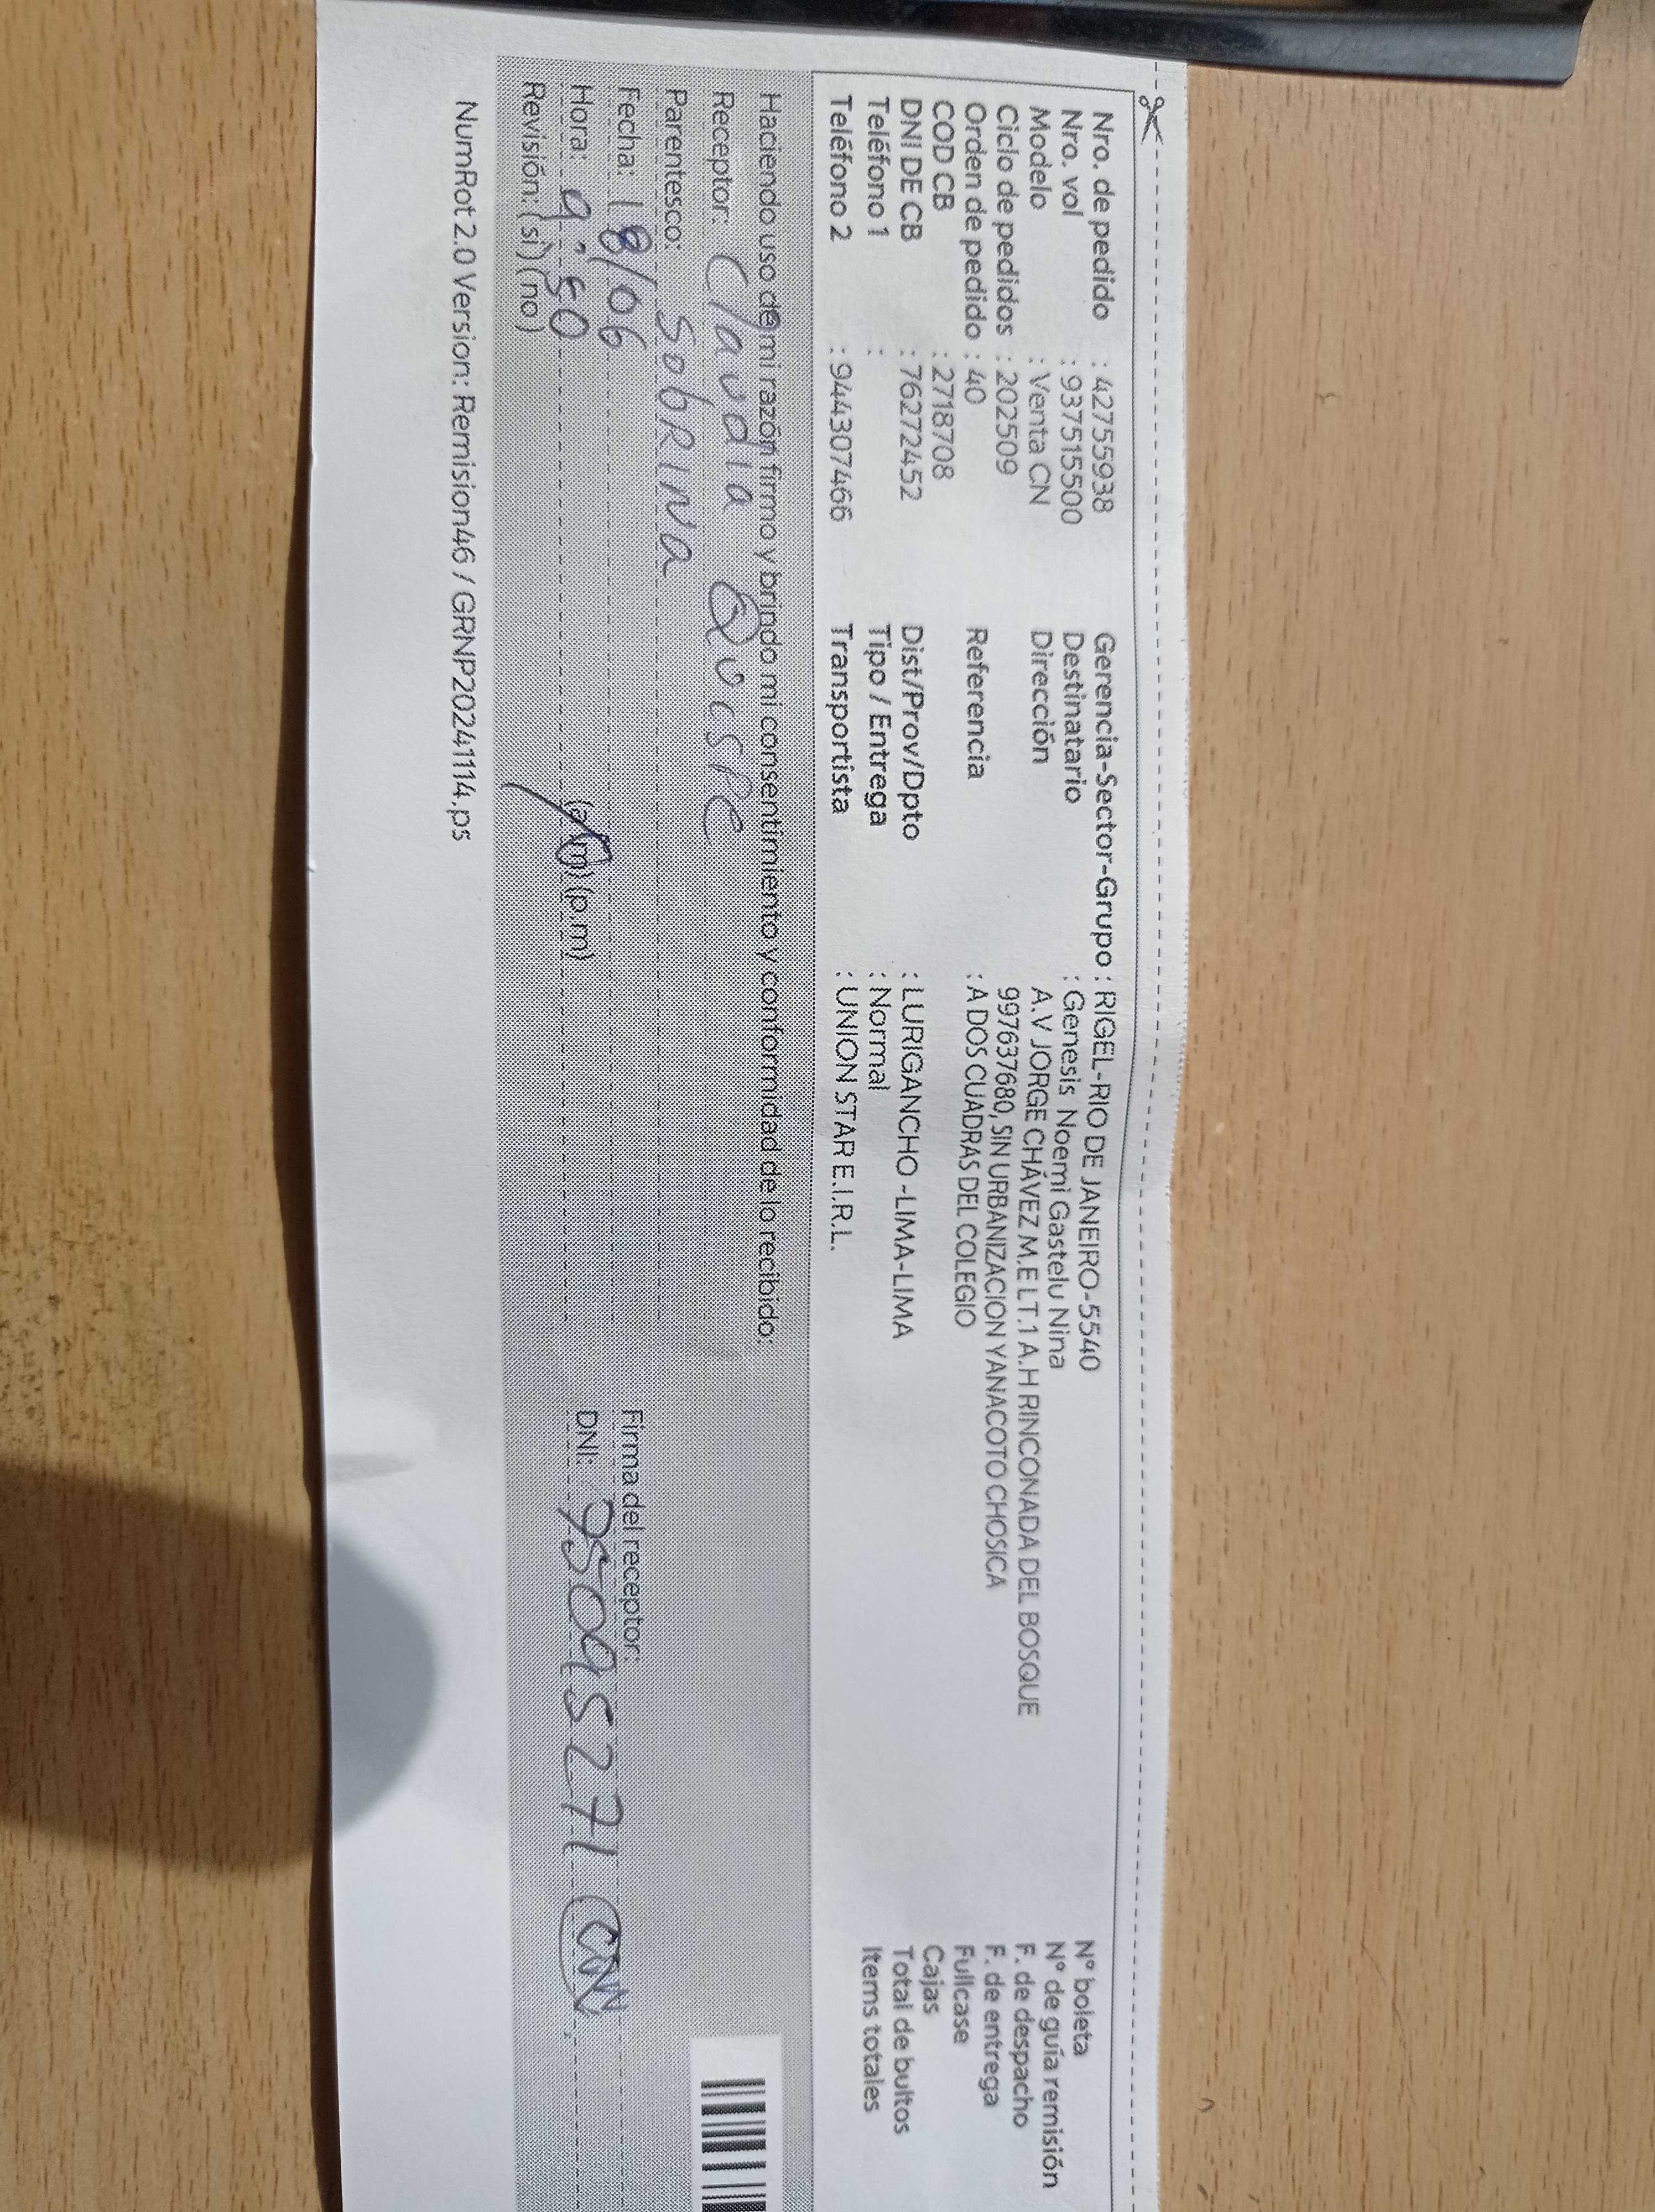 Nro. de pedido : 42755938
Nro. vol : 937515500
Modelo : Venta CN
Ciclo de pedidos : 202509
Orden de pedido : 40
COD CB : 2718708
DNI DE CB : 76272452
Teléfono 1 :
Teléfono 2 : 944307466
Gerencia-Sector-Grupo : RIGEL-RIO DE JANEIRO-5540
Destinatario : Genesis Noemi Gastelu Nina
Dirección A.V JORGE CHÁVEZ M.E LT.1 A.H RINCONADA DEL BOSQUE
997637680, SIN URBANIZACION YANACOTO CHOSICA
Referencia : A DOS CUADRAS DEL COLEGIO
Dist/Prov/Dpto : LURIGANCHO -LIMA-LIMA
Tipo / Entrega : Normal
Transportista : UNION STAR E.I.R.L.
N° boleta
N° de guía remisión
F. de despacho
F. de entrega
Fullcase
Cajas
Total de bultos
Items totales
Haciendo uso de mi razón firmo y brindo mi consentimiento y conformidad de lo recibido:
Receptor: Claudia Quispe
Parentesco: SobRINa
Fecha: 18/06
Hora: 9:50 (a.m) (p.m)
Revisión: (si) (no)
Firma del receptor:
DNI: 75095271
NumRot 2.0 Version: Remision46 / GRNP20241114.ps